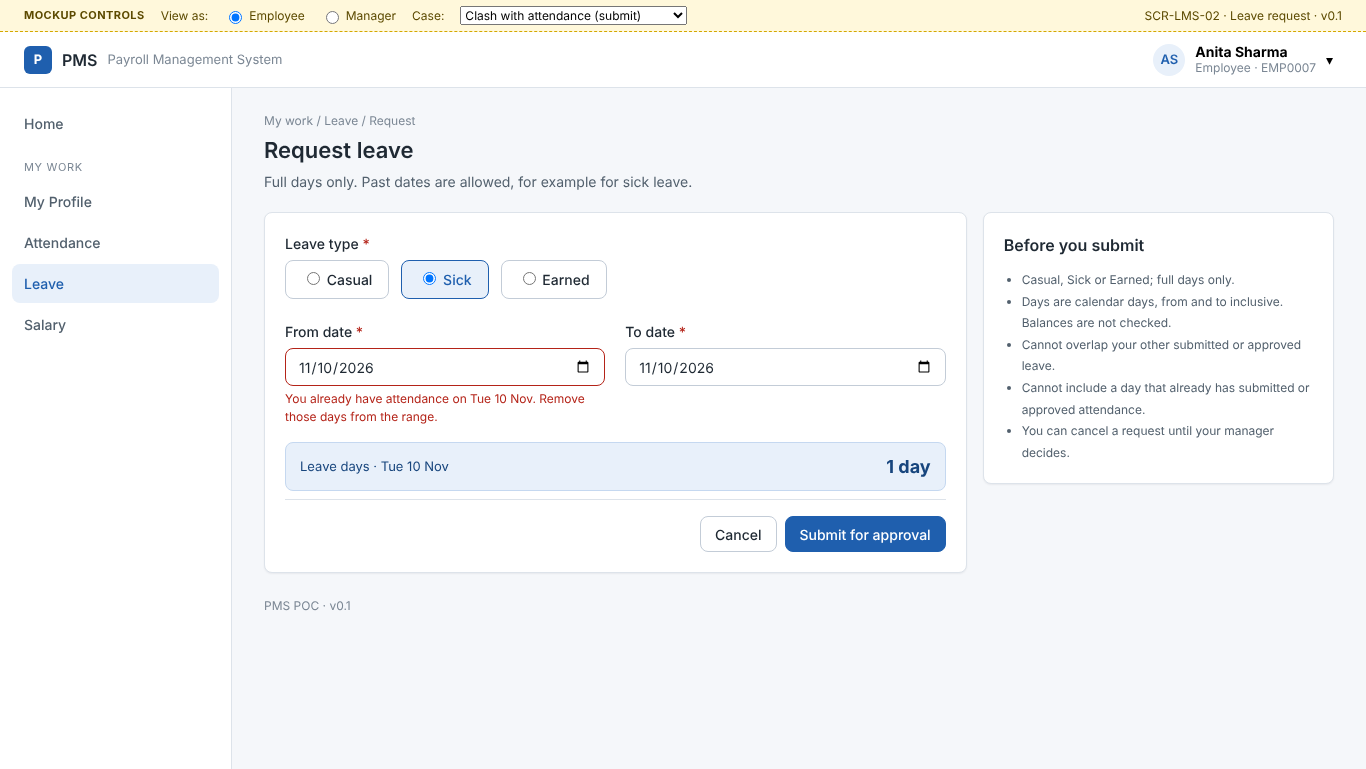 MOCKUP CONTROLS View as: Employee Manager Case: Clash with attendance (submit) SCR-LMS-02 · Leave request · v0.1
P PMS Payroll Management System
AS Anita Sharma
Employee · EMP0007 ▼
Home
MY WORK
My Profile
Attendance
Leave
Salary
My work / Leave / Request
Request leave
Full days only. Past dates are allowed, for example for sick leave.
Leave type *
Casual Sick Earned
From date * To date *
11/10/2026 11/10/2026
You already have attendance on Tue 10 Nov. Remove
those days from the range.
Leave days · Tue 10 Nov 1 day
Cancel Submit for approval
Before you submit
• Casual, Sick or Earned; full days only.
• Days are calendar days, from and to inclusive.
Balances are not checked.
• Cannot overlap your other submitted or approved
leave.
• Cannot include a day that already has submitted or
approved attendance.
• You can cancel a request until your manager
decides.
PMS POC · v0.1